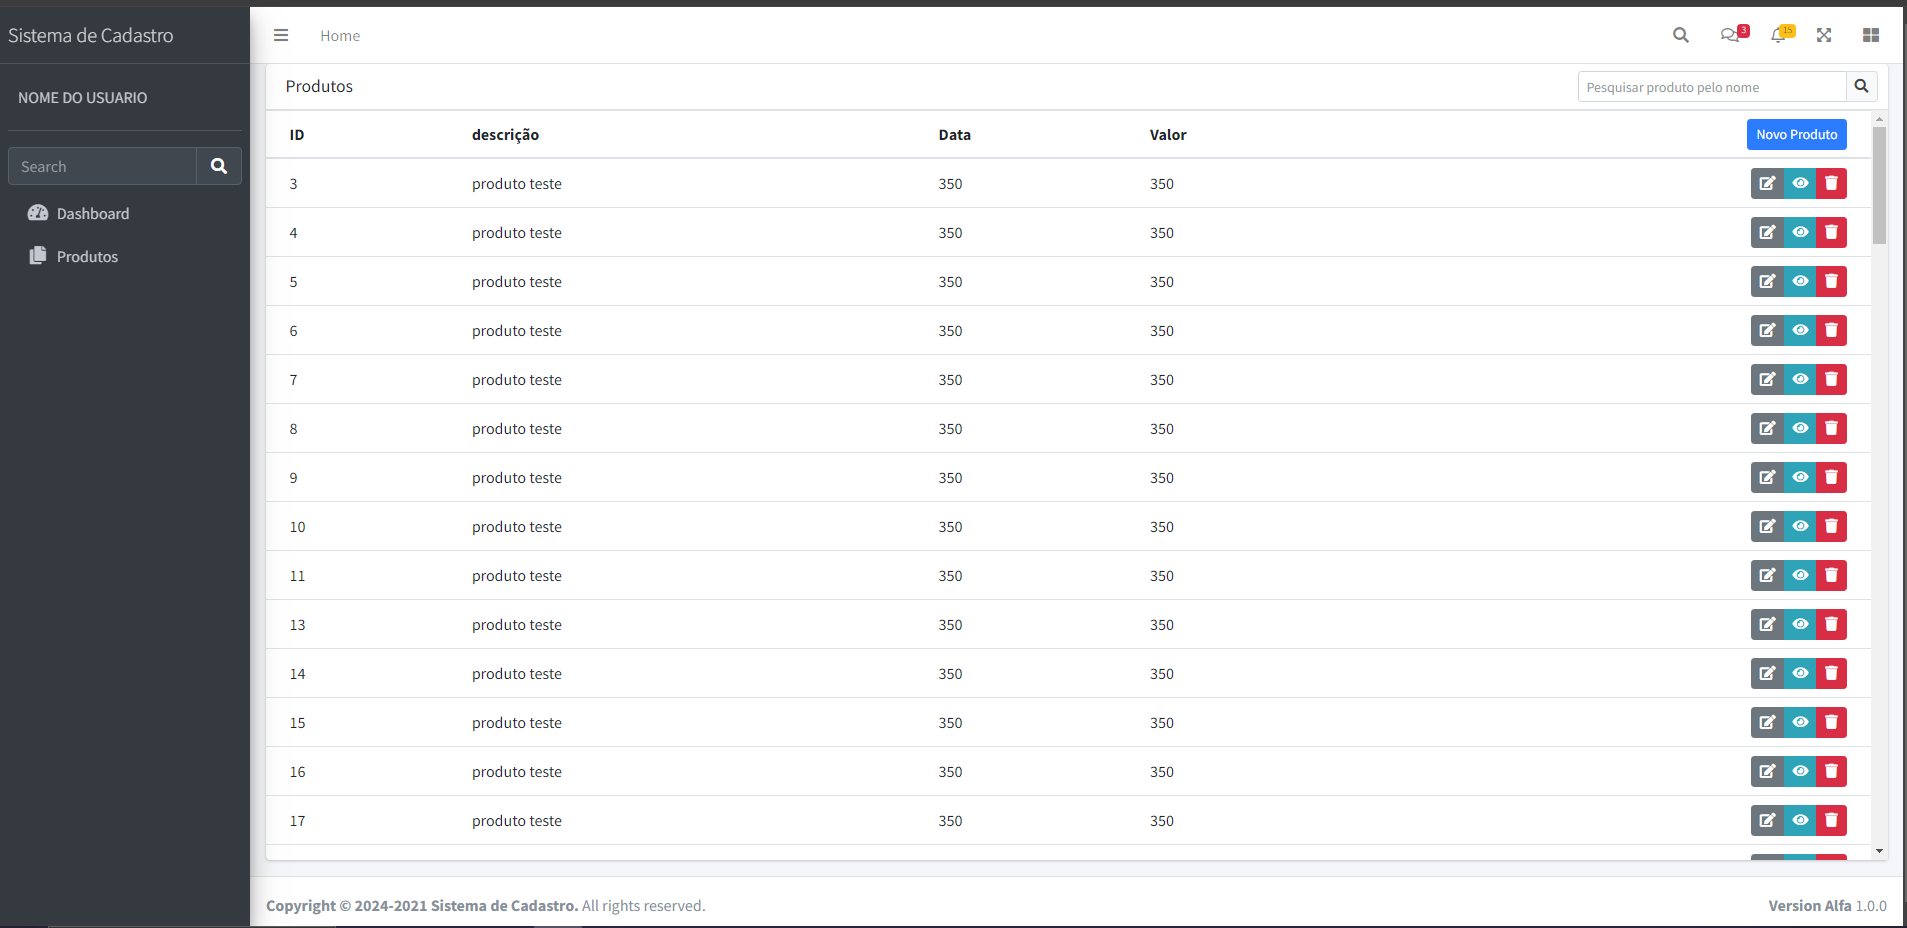 Sistema de Cadastro
Home
3
15
NOME DO USUARIO
Search
Dashboard
Produtos
Produtos
Pesquisar produto pelo nome
ID descrição Data Valor Novo Produto
3 produto teste 350 350
4 produto teste 350 350
5 produto teste 350 350
6 produto teste 350 350
7 produto teste 350 350
8 produto teste 350 350
9 produto teste 350 350
10 produto teste 350 350
11 produto teste 350 350
13 produto teste 350 350
14 produto teste 350 350
15 produto teste 350 350
16 produto teste 350 350
17 produto teste 350 350
Copyright © 2024-2021 Sistema de Cadastro. All rights reserved.
Version Alfa 1.0.0